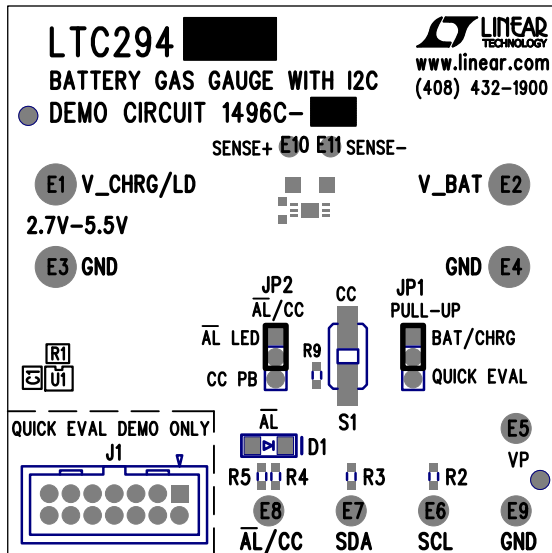 LTC294
LINEAR
TECHNOLOGY
www.linear.com
(408) 432-1900
BATTERY GAS GAUGE WITH I2C
DEMO CIRCUIT 1496C-
SENSE+ E10 E11 SENSE-
E1 V_CHRG/LD
V_BAT E2
2.7V-5.5V
E3 GND
GND E4
JP2
AL/CC
CC
JP1
PULL-UP
AL LED
BAT/CHRG
R9
CC PB
QUICK EVAL
R1
C1 U1
S1
QUICK EVAL DEMO ONLY
J1
AL
D1
E5
VP
R5 R4
R3
R2
E8
E7
E6
E9
AL/CC
SDA
SCL
GND